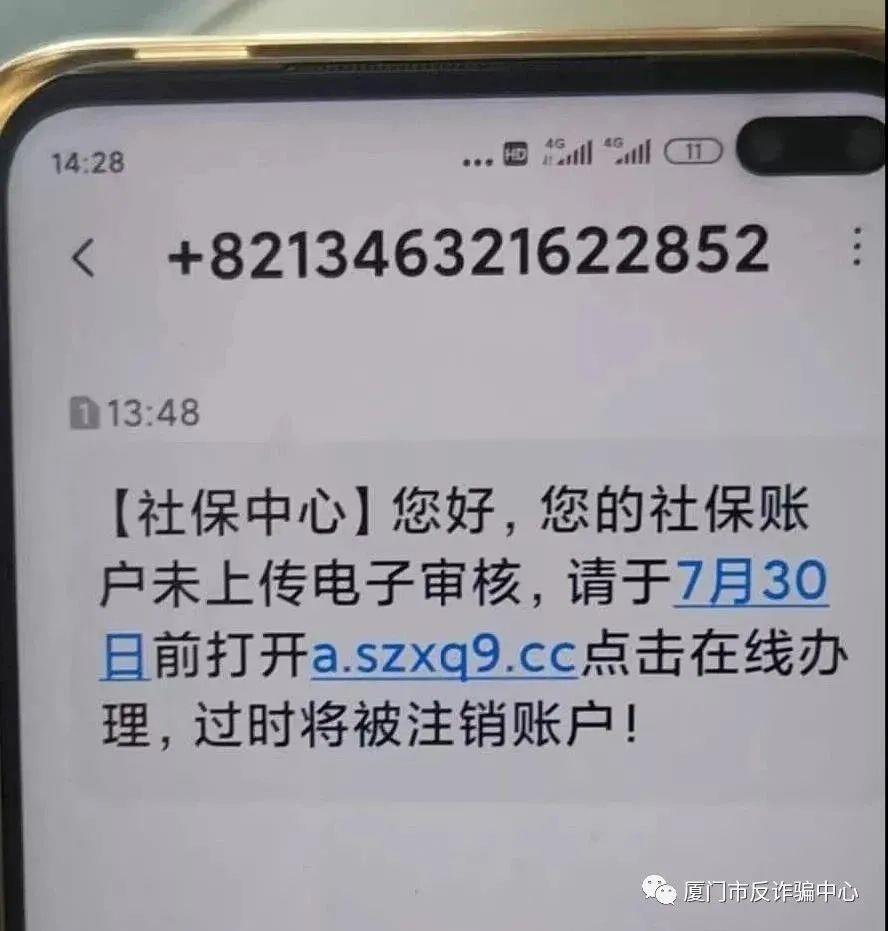 14:28
HD 4G 4G 11
+821346321622852
1 13:48
【社保中心】您好，您的社保账
户未上传电子审核，请于7月30
日前打开a.szxq9.cc点击在线办
理，过时将被注销账户！
厦门市反诈骗中心